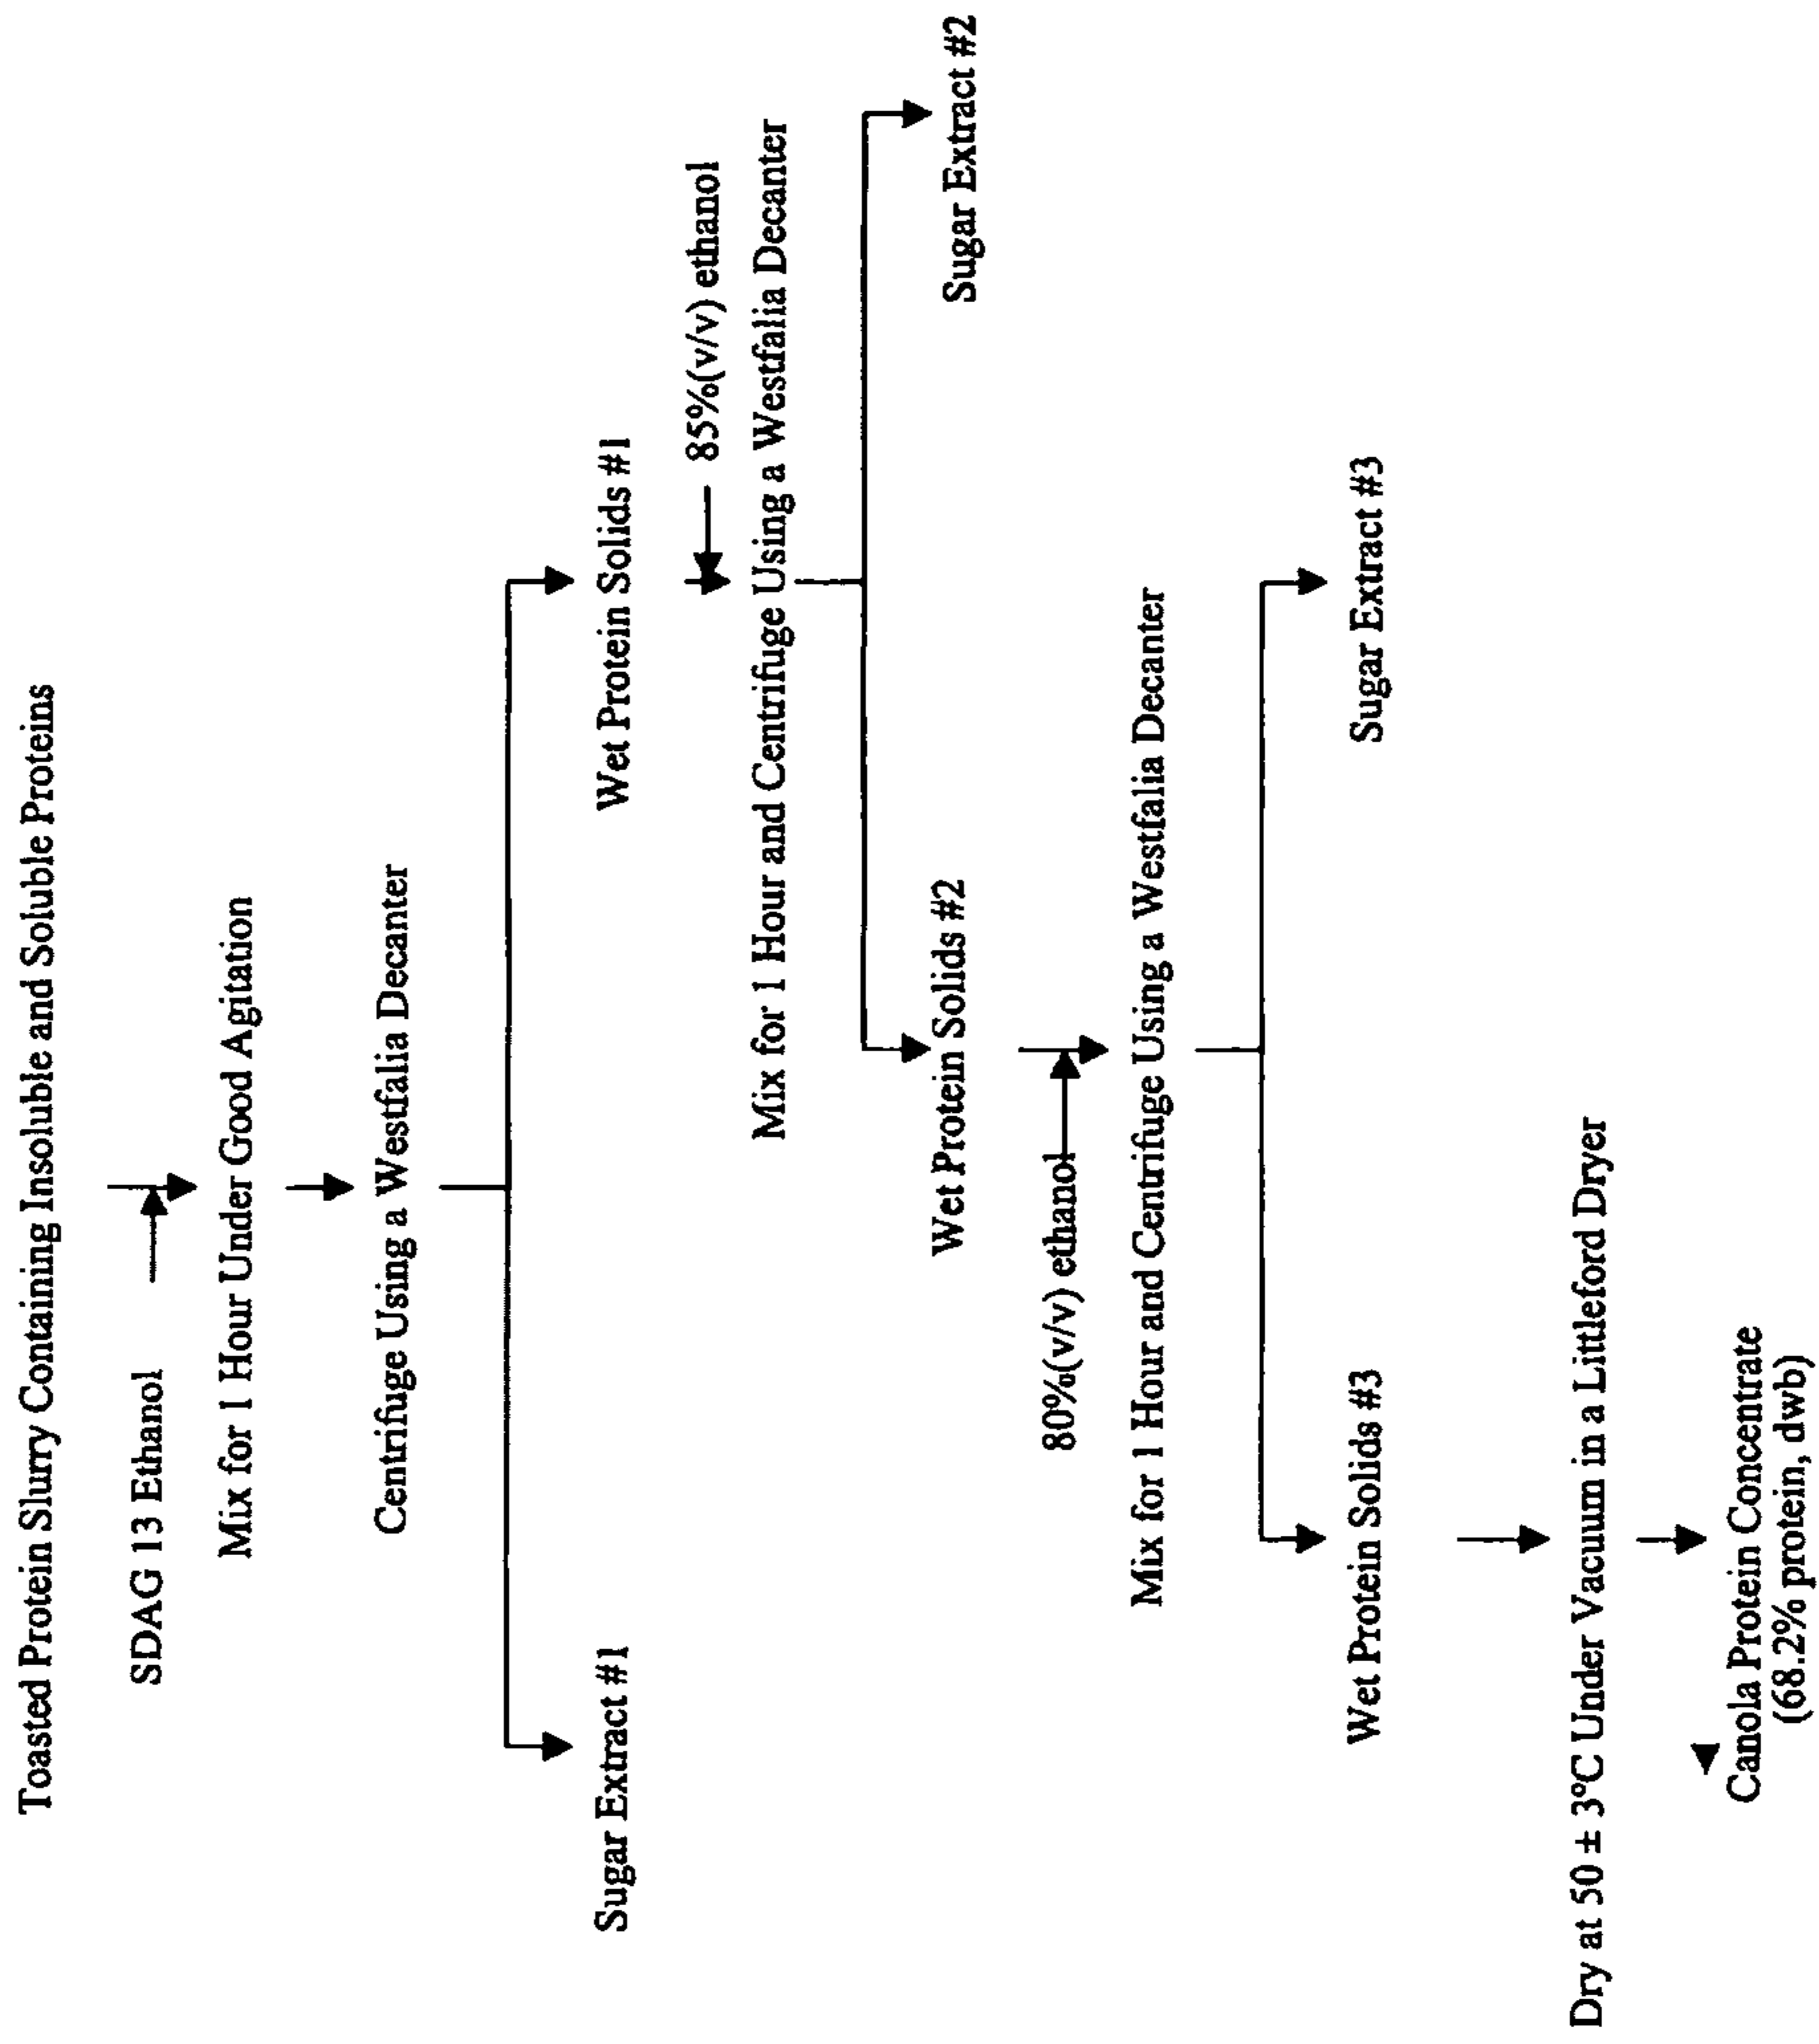 Toasted Protein Slurry Containing Insoluble and Soluble Proteins
SDAG 13 Ethanol
Mix for 1 Hour Under Good Agitation
Centrifuge Using a Westfalia Decanter
Sugar Extract #1
Wet Protein Solids #1
85%(v/v) ethanol
Mix for 1 Hour and Centrifuge Using a Westfalia Decanter
Wet Protein Solids #2
Sugar Extract #2
80%(v/v) ethanol
Mix for 1 Hour and Centrifuge Using a Westfalia Decanter
Wet Protein Solids #3
Sugar Extract #3
Dry at 50 ± 3°C Under Vacuum in a Littleford Dryer
Canola Protein Concentrate
(68.2% protein, dwb)